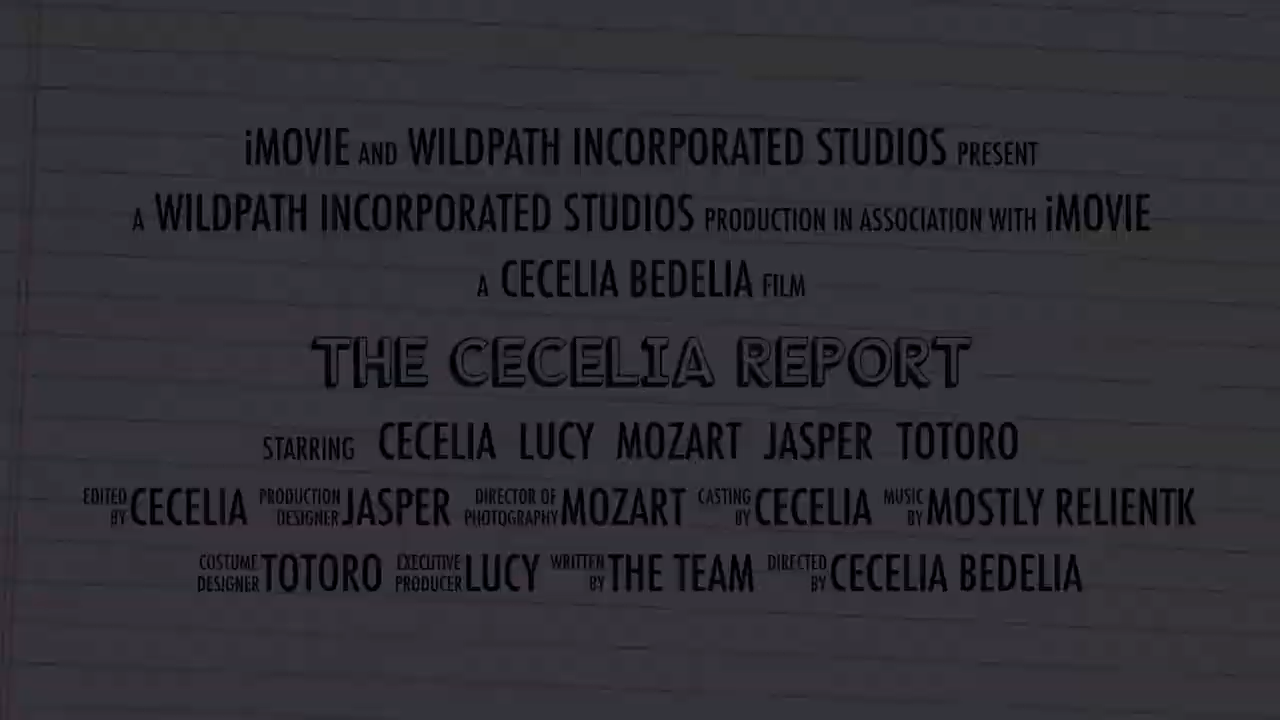 iMOVIE AND WILDPATH INCORPORATED STUDIOS PRESENT
A WILDPATH INCORPORATED STUDIOS PRODUCTION IN ASSOCIATION WITH iMOVIE
A CECELIA BEDELIA FILM
THE CECELIA REPORT
STARRING CECELIA LUCY MOZART JASPER TOTORO
EDITED BY CECELIA PRODUCTION DESIGNER JASPER DIRECTOR OF PHOTOGRAPHY MOZART CASTING BY CECELIA MUSIC BY MOSTLY RELIENTK
COSTUME DESIGNER TOTORO EXECUTIVE PRODUCER LUCY WRITTEN BY THE TEAM DIRECTED BY CECELIA BEDELIA